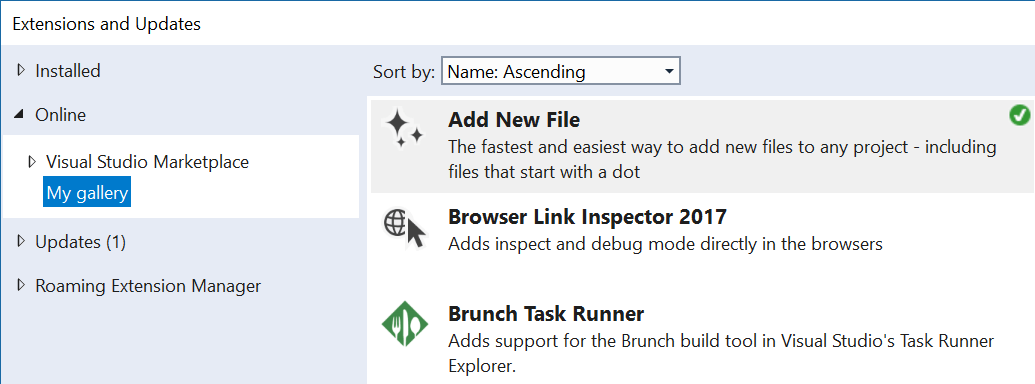 Extensions and Updates
Installed
Online
Visual Studio Marketplace
My gallery
Updates (1)
Roaming Extension Manager
Sort by: Name: Ascending
Add New File
The fastest and easiest way to add new files to any project - including
files that start with a dot
Browser Link Inspector 2017
Adds inspect and debug mode directly in the browsers
Brunch Task Runner
Adds support for the Brunch build tool in Visual Studio's Task Runner
Explorer.